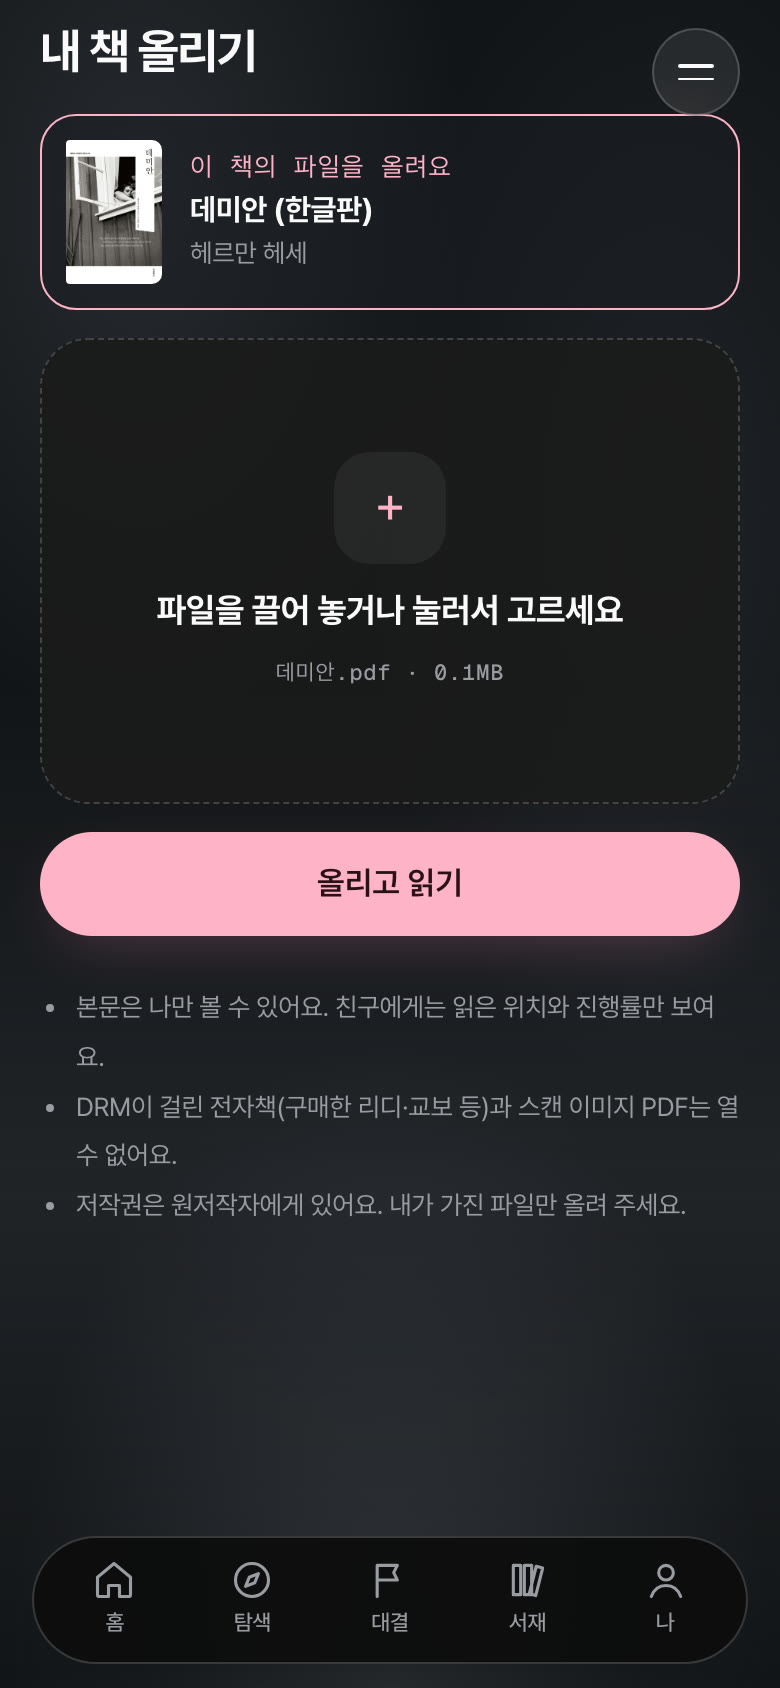 내 책 올리기
데미안
이 책의 파일을 올려요
데미안 (한글판)
헤르만 헤세
+
파일을 끌어 놓거나 눌러서 고르세요
데미안.pdf · 0.1MB
올리고 읽기
• 본문은 나만 볼 수 있어요. 친구에게는 읽은 위치와 진행률만 보여
요.
• DRM이 걸린 전자책(구매한 리디·교보 등)과 스캔 이미지 PDF는 열
수 없어요.
• 저작권은 원저작자에게 있어요. 내가 가진 파일만 올려 주세요.
홈 탐색 대결 서재 나